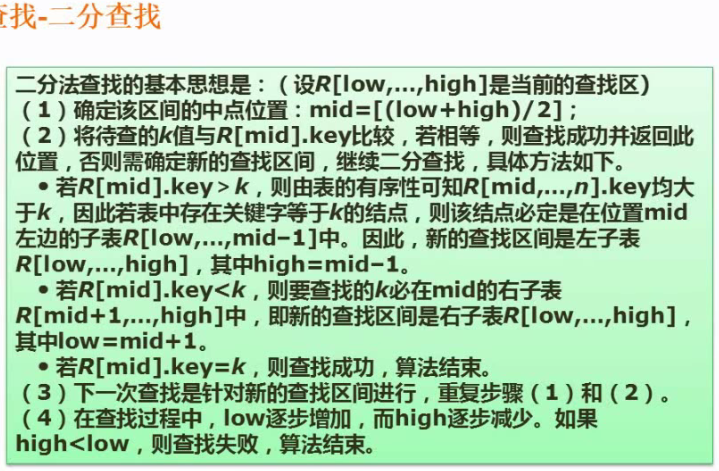 查找-二分查找
二分法查找的基本思想是：（设R[low,…,high]是当前的查找区）
（1）确定该区间的中点位置：mid=[(low+high)/2]；
（2）将待查的k值与R[mid].key比较，若相等，则查找成功并返回此
位置，否则需确定新的查找区间，继续二分查找，具体方法如下。
•若R[mid].key＞k，则由表的有序性可知R[mid,…,n].key均大
于k，因此若表中存在关键字等于k的结点，则该结点必定是在位置mid
左边的子表R[low,…,mid–1]中。因此，新的查找区间是左子表
R[low,…,high]，其中high=mid–1。
•若R[mid].key<k，则要查找的k必在mid的右子表
R[mid+1,…,high]中，即新的查找区间是右子表R[low,…,high]，
其中low=mid+1。
•若R[mid].key=k，则查找成功，算法结束。
（3）下一次查找是针对新的查找区间进行，重复步骤（1）和（2）。
（4）在查找过程中，low逐步增加，而high逐步减少。如果
high<low，则查找失败，算法结束。